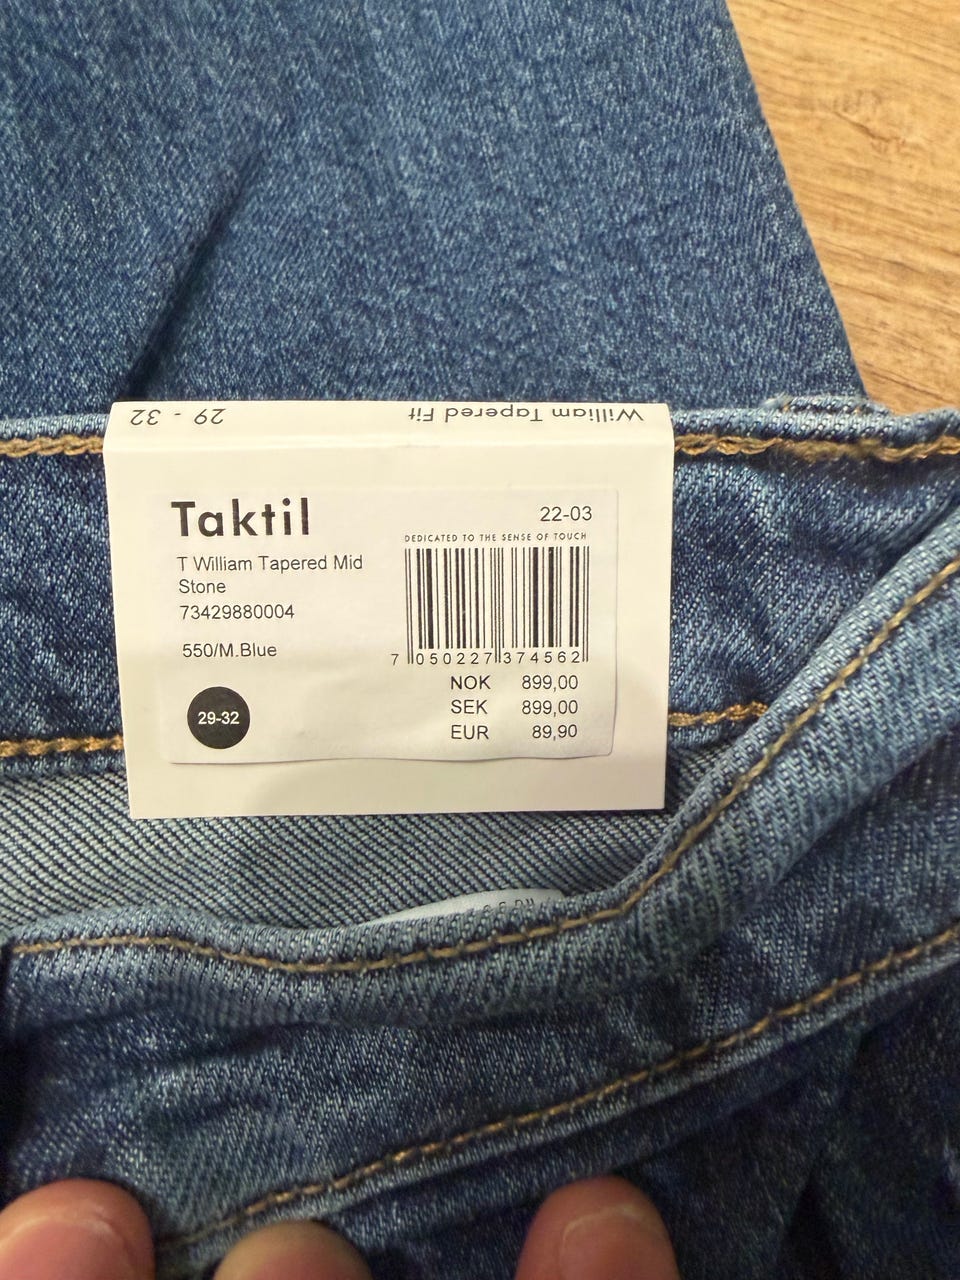 29 - 32 William Tapered Fit
Taktil
22-03
DEDICATED TO THE SENSE OF TOUCH
T William Tapered Mid
Stone
73429880004
7 050227 374562
550/M.Blue
NOK 899,00
SEK 899,00
EUR 89,90
29-32